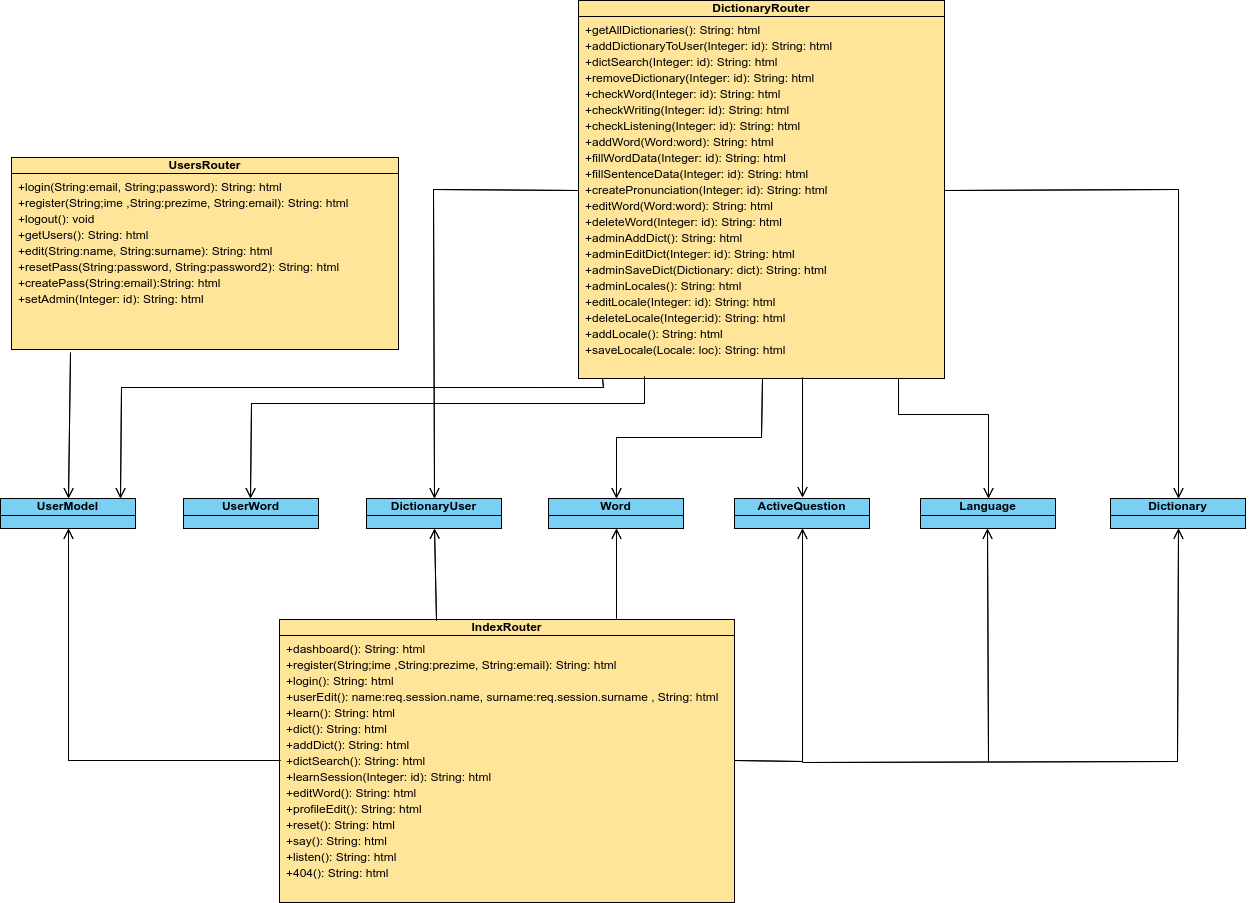 DictionaryRouter
+getAllDictionaries(): String: html
+addDictionaryToUser(Integer: id): String: html
+dictSearch(Integer: id): String: html
+removeDictionary(Integer: id): String: html
+checkWord(Integer: id): String: html
+checkWriting(Integer: id): String: html
+checkListening(Integer: id): String: html
+addWord(Word:word): String: html
+fillWordData(Integer: id): String: html
+fillSentenceData(Integer: id): String: html
+createPronunciation(Integer: id): String: html
+editWord(Word:word): String: html
+deleteWord(Integer: id): String: html
+adminAddDict(): String: html
+adminEditDict(Integer: id): String: html
+adminSaveDict(Dictionary: dict): String: html
+adminLocales(): String: html
+editLocale(Integer: id): String: html
+deleteLocale(Integer:id): String: html
+addLocale(): String: html
+saveLocale(Locale: loc): String: html
UsersRouter
+login(String:email, String;password): String: html
+register(String;ime ,String:prezime, String:email): String: html
+logout(): void
+getUsers(): String: html
+edit(String:name, String:surname): String: html
+resetPass(String:password, String:password2): String: html
+createPass(String:email):String: html
+setAdmin(Integer: id): String: html
UserModel
UserWord
DictionaryUser
Word
ActiveQuestion
Language
Dictionary
IndexRouter
+dashboard(): String: html
+register(String;ime ,String:prezime, String:email): String: html
+login(): String: html
+userEdit(): name:req.session.name, surname:req.session.surname , String: html
+learn(): String: html
+dict(): String: html
+addDict(): String: html
+dictSearch(): String: html
+learnSession(Integer: id): String: html
+editWord(): String: html
+profileEdit(): String: html
+reset(): String: html
+say(): String: html
+listen(): String: html
+404(): String: html